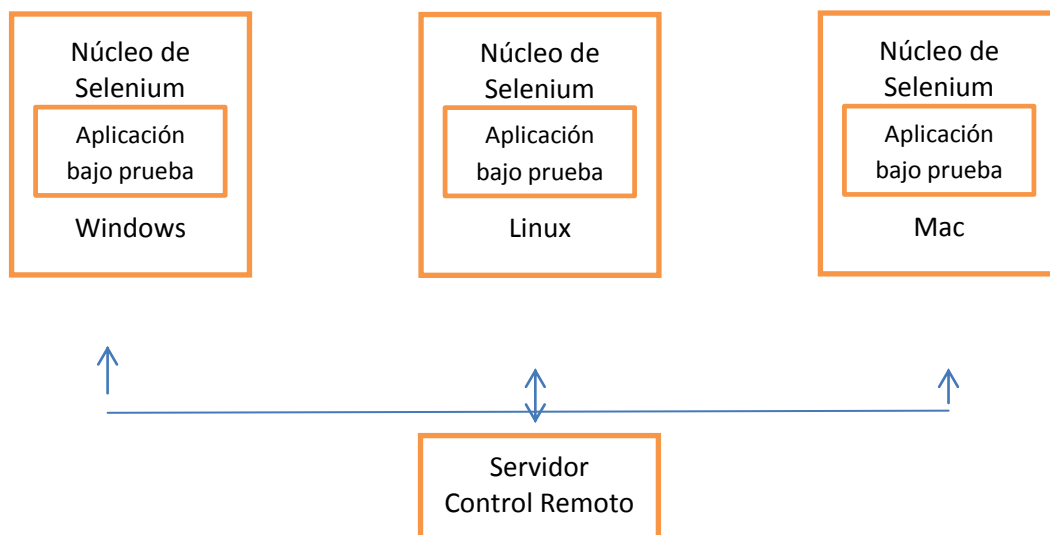 Núcleo de
Selenium
Aplicación
bajo prueba
Windows
Núcleo de
Selenium
Aplicación
bajo prueba
Linux
Núcleo de
Selenium
Aplicación
bajo prueba
Mac
Servidor
Control Remoto